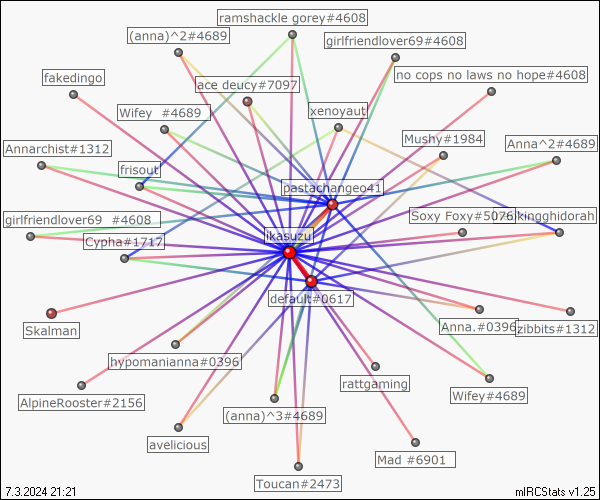 ramshackle gorey#4608
(anna)^2#4689
girlfriendlover69#4608
fakedingo
no cops no laws no hope#4608
ace deucy#7097
Wifey  #4689
xenoyaut
Annarchist#1312
Mushy#1984
Anna^2#4689
frisout
pastachangeo41
girlfriendlover69  #4608
Soxy Foxy#5076
kingghidorah
Cypha#1717
ikasuzu
default#0617
Skalman
Anna.#0396
zibbits#1312
hypomanianna#0396
rattgaming
Wifey#4689
AlpineRooster#2156
(anna)^3#4689
avelicious
Mad #6901
Toucan#2473
7.3.2024 21:21
mIRCStats v1.25